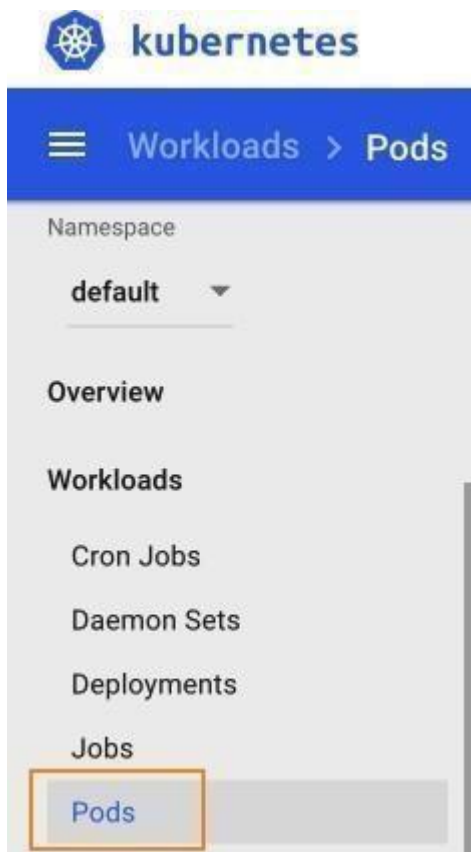 kubernetes
Workloads > Pods
Namespace
default
Overview
Workloads
Cron Jobs
Daemon Sets
Deployments
Jobs
Pods